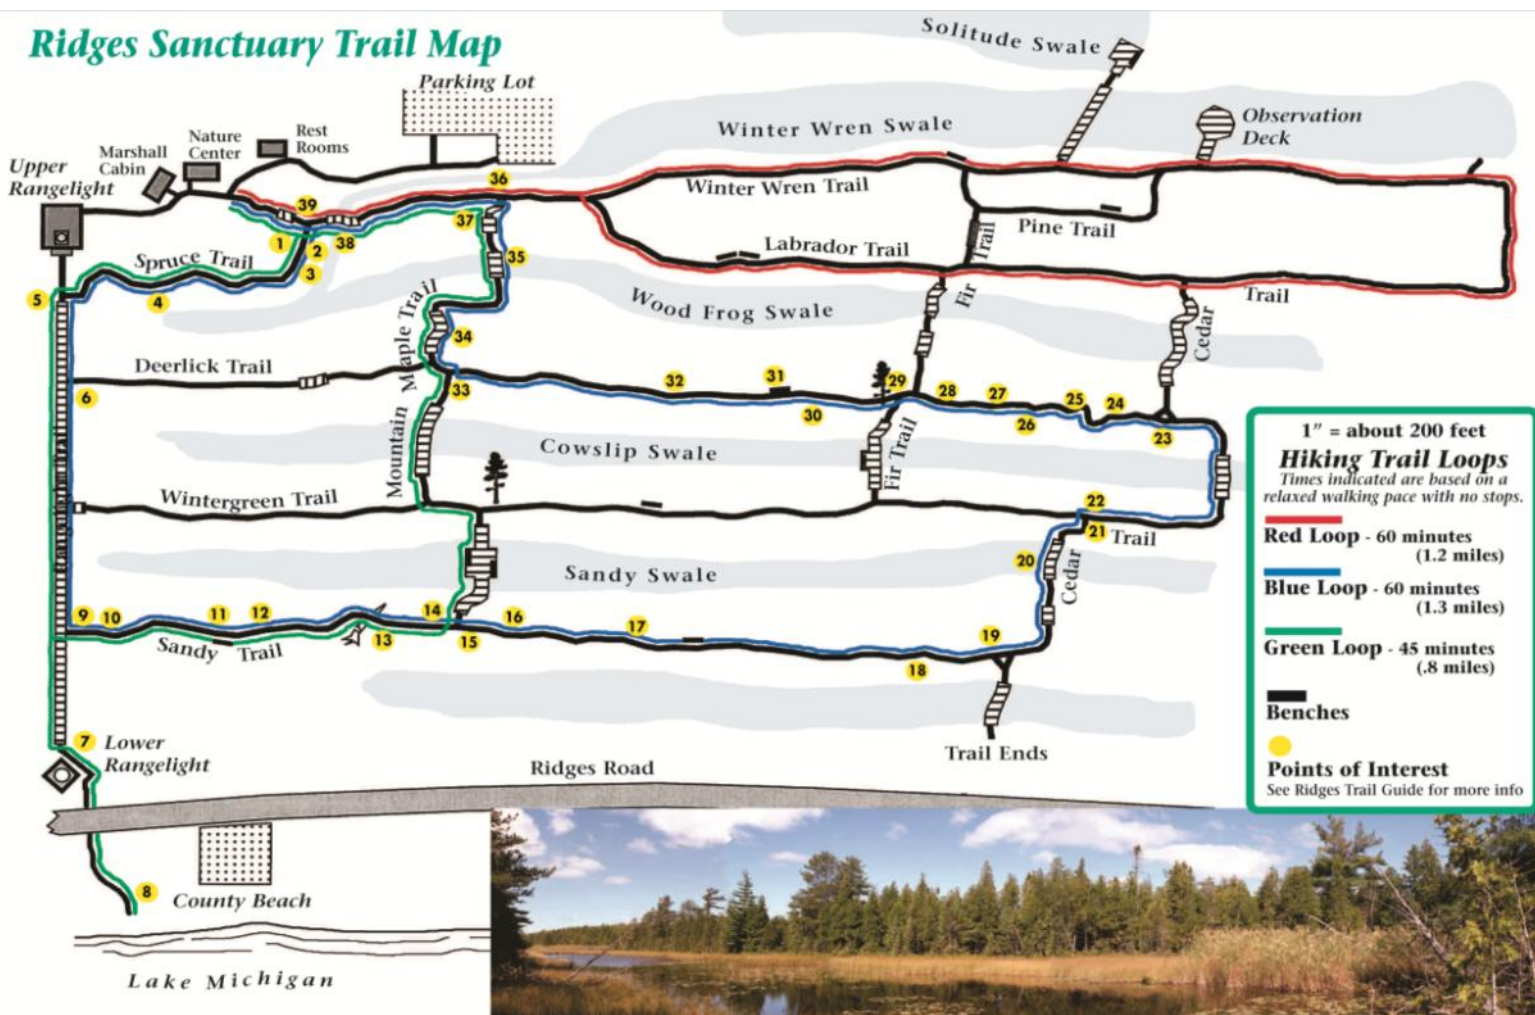 Ridges Sanctuary Trail Map
Solitude Swale
Parking Lot
Winter Wren Swale
Observation
Deck
Rest
Rooms
Nature
Center
Marshall
Cabin
Upper
Rangelight
36
39
Winter Wren Trail
37
Pine Trail
1
2
38
35
Labrador Trail
Trail
Spruce Trail
3
4
5
Wood Frog Swale
Fir
Trail
Cedar
Maple Trail
34
Deerlick Trail
6
33
32
31
30
29
28
27
26
25
24
23
Mountain
Cowslip Swale
Fir Trail
Wintergreen Trail
22
21
Trail
20
Cedar
Sandy Swale
9
10
11
12
13
14
15
16
17
18
19
Sandy Trail
Trail Ends
7
Lower
Rangelight
Ridges Road
8
County Beach
Lake Michigan
1" = about 200 feet
Hiking Trail Loops
Times indicated are based on a
relaxed walking pace with no stops.
Red Loop - 60 minutes
(1.2 miles)
Blue Loop - 60 minutes
(1.3 miles)
Green Loop - 45 minutes
(.8 miles)
Benches
Points of Interest
See Ridges Trail Guide for more info